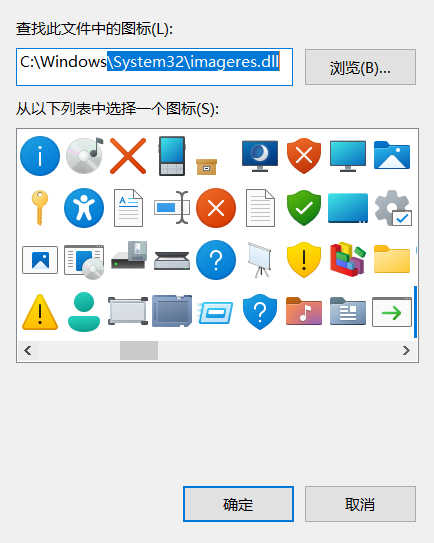 查找此文件中的图标(L):
C:\Windows\System32\imageres.dll
浏览(B)...
从以下列表中选择一个图标(S):
确定
取消